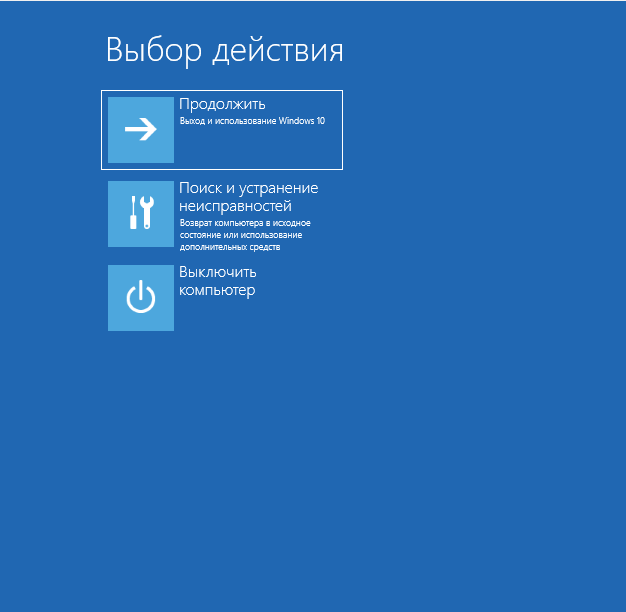 Выбор действия
Продолжить
Выход и использование Windows 10
Поиск и устранение
неисправностей
Возврат компьютера в исходное
состояние или использование
дополнительных средств
Выключить
компьютер